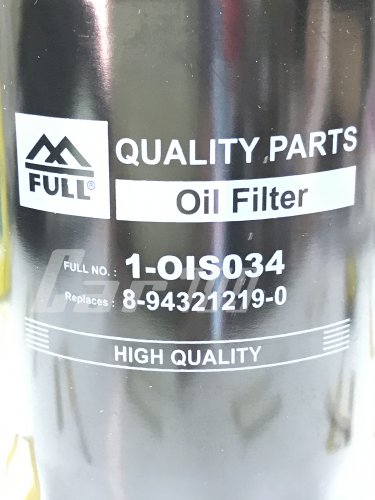 QUALITY PARTS
FULL®
Oil Filter
FULL NO. : 1-OIS034
Replaces : 8-94321219-0
HIGH QUALITY